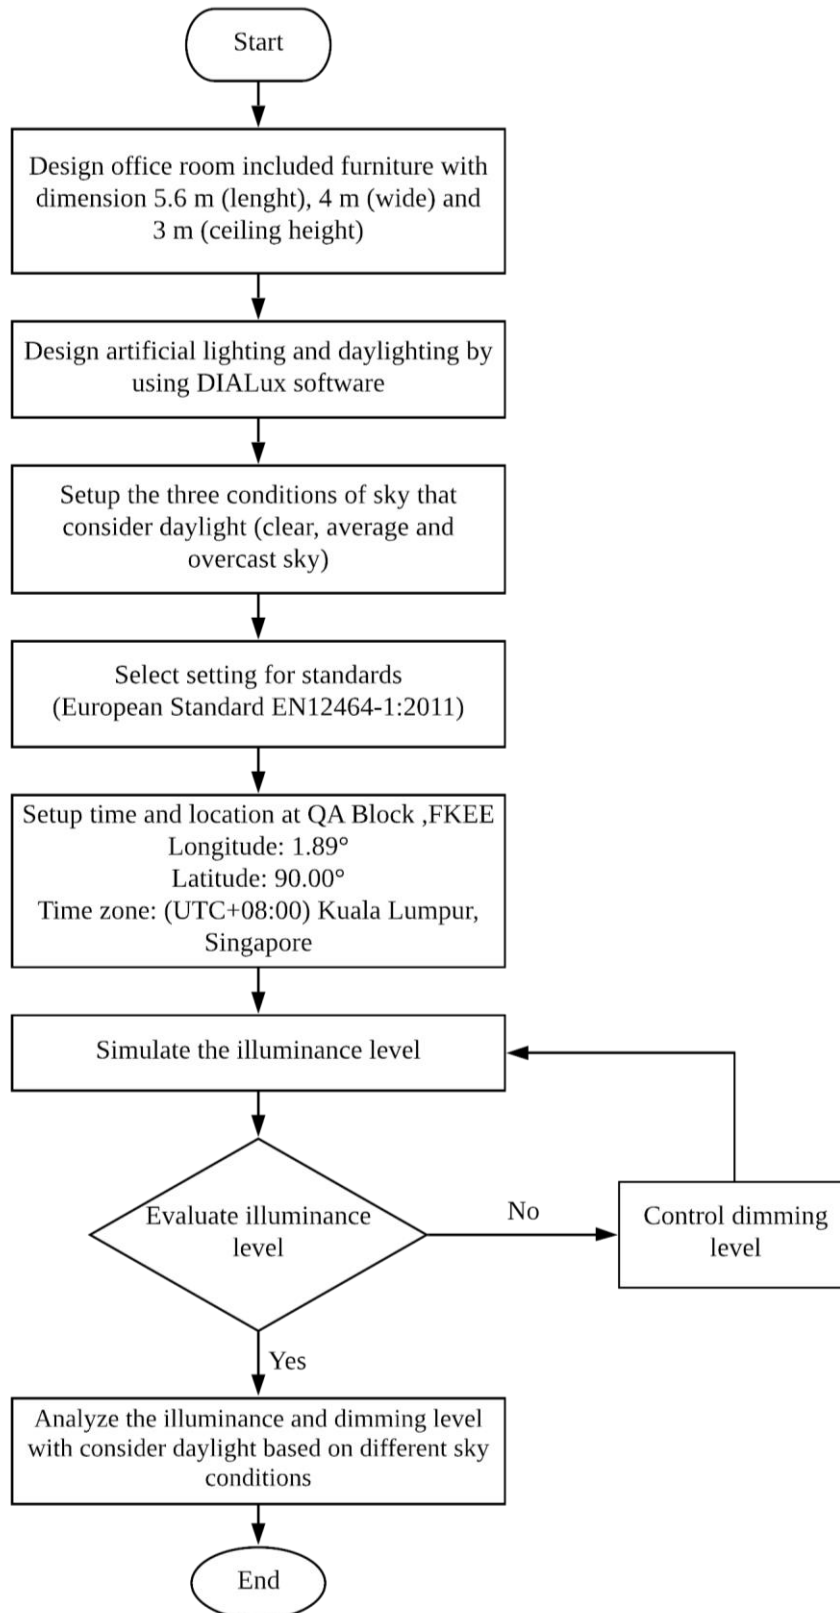 Start
Design office room included furniture with
dimension 5.6 m (lenght), 4 m (wide) and
3 m (ceiling height)
Design artificial lighting and daylighting by
using DIALux software
Setup the three conditions of sky that
consider daylight (clear, average and
overcast sky)
Select setting for standards
(European Standard EN12464-1:2011)
Setup time and location at QA Block ,FKEE
Longitude: 1.89°
Latitude: 90.00°
Time zone: (UTC+08:00) Kuala Lumpur,
Singapore
Simulate the illuminance level
Evaluate illuminance
level
No
Control dimming
level
Yes
Analyze the illuminance and dimming level
with consider daylight based on different sky
conditions
End